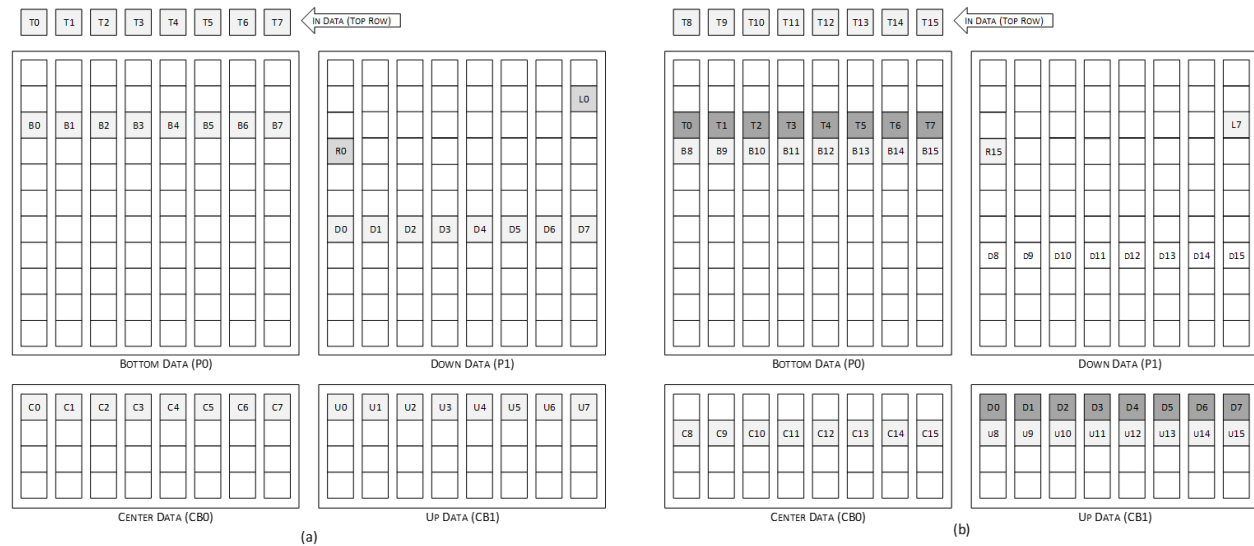 T0 T1 T2 T3 T4 T5 T6 T7 IN DATA (TOP ROW)
L0
B0 B1 B2 B3 B4 B5 B6 B7
R0
D0 D1 D2 D3 D4 D5 D6 D7
BOTTOM DATA (P0) DOWN DATA (P1)
C0 C1 C2 C3 C4 C5 C6 C7 U0 U1 U2 U3 U4 U5 U6 U7
CENTER DATA (CB0) UP DATA (CB1)
(a)
T8 T9 T10 T11 T12 T13 T14 T15 IN DATA (TOP ROW)
T0 T1 T2 T3 T4 T5 T6 T7 L7
B8 B9 B10 B11 B12 B13 B14 B15 R15
D8 D9 D10 D11 D12 D13 D14 D15
BOTTOM DATA (P0) DOWN DATA (P1)
D0 D1 D2 D3 D4 D5 D6 D7
C8 C9 C10 C11 C12 C13 C14 C15 U8 U9 U10 U11 U12 U13 U14 U15
CENTER DATA (CB0) UP DATA (CB1)
(b)